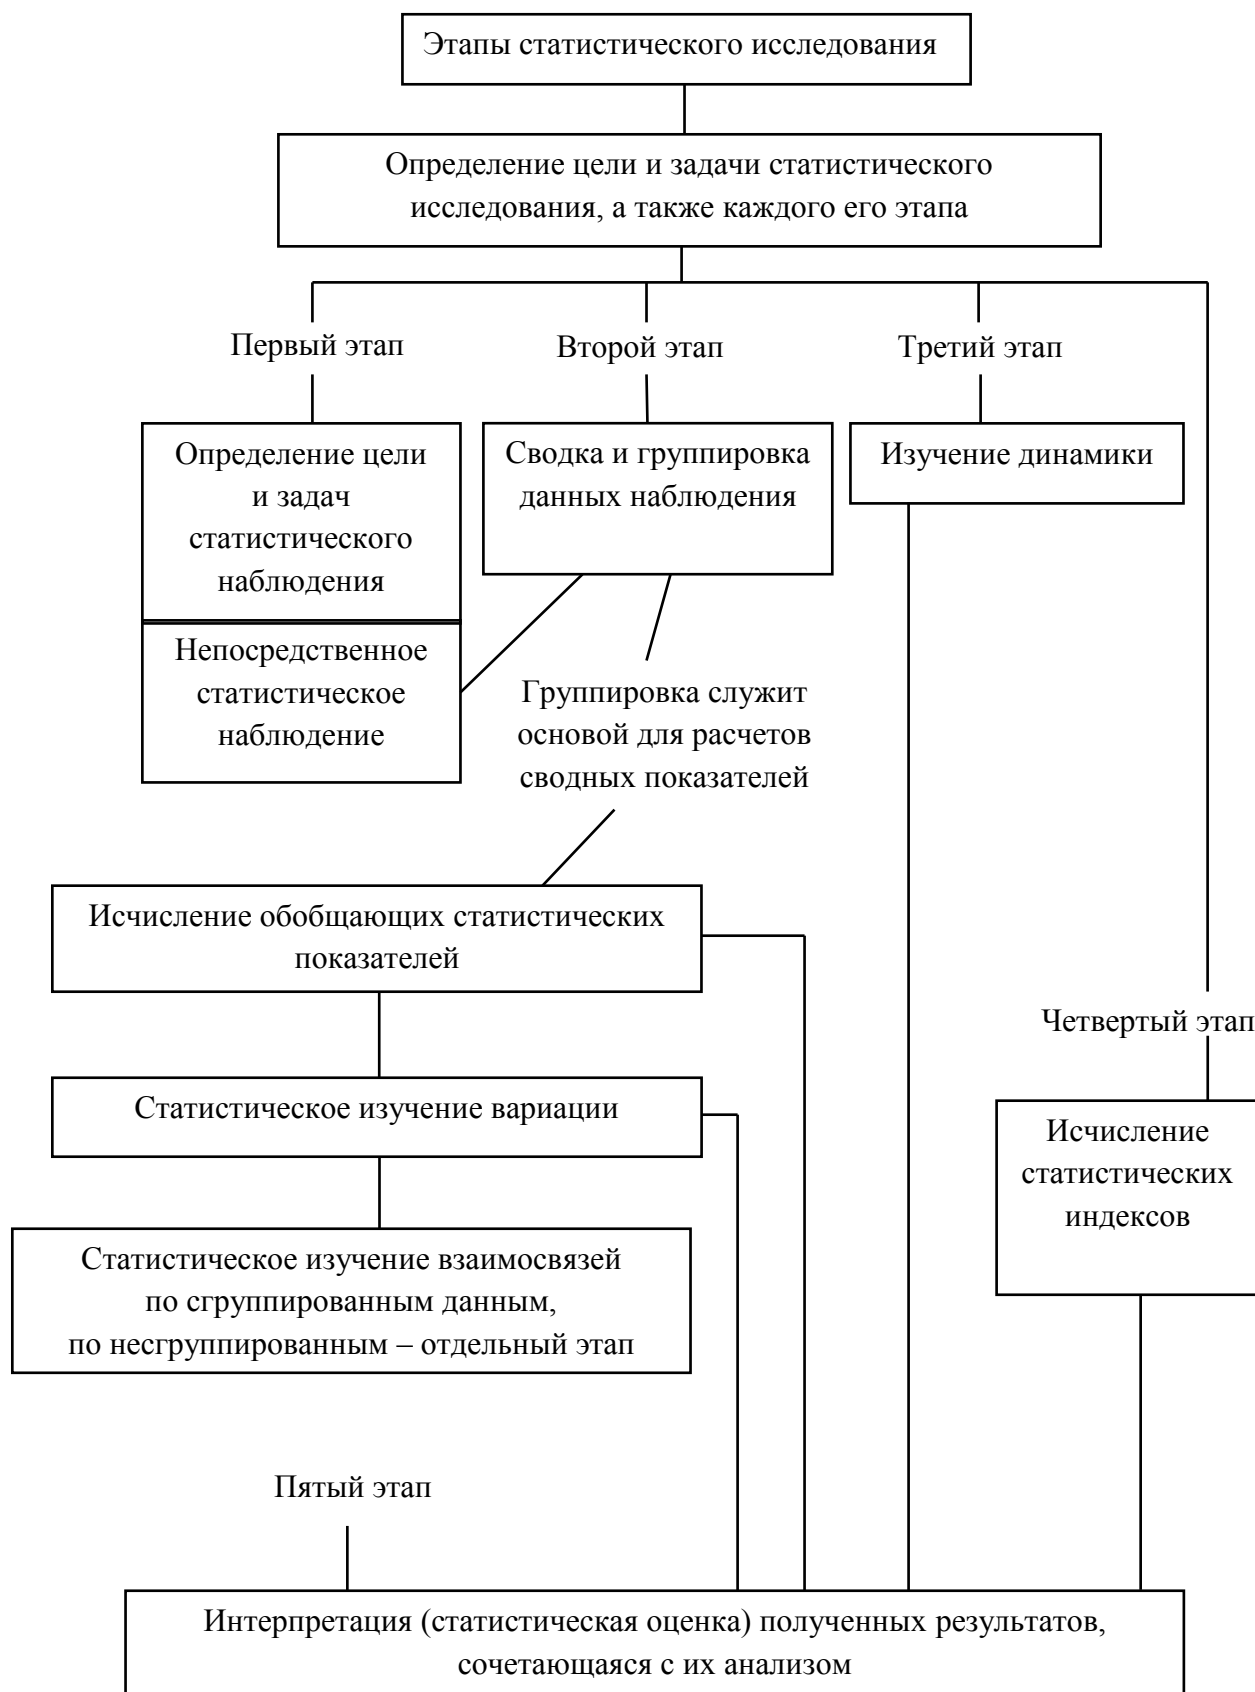 Этапы статистического исследования
Определение цели и задачи статистического
исследования, а также каждого его этапа
Первый этап
Второй этап
Третий этап
Определение цели
и задач
статистического
наблюдения
Сводка и группировка
данных наблюдения
Изучение динамики
Непосредственное
статистическое
наблюдение
Группировка служит
основой для расчетов
сводных показателей
Исчисление обобщающих статистических
показателей
Четвертый этап
Статистическое изучение вариации
Исчисление
статистических
индексов
Статистическое изучение взаимосвязей
по сгруппированным данным,
по несгруппированным – отдельный этап
Пятый этап
Интерпретация (статистическая оценка) полученных результатов,
сочетающаяся с их анализом